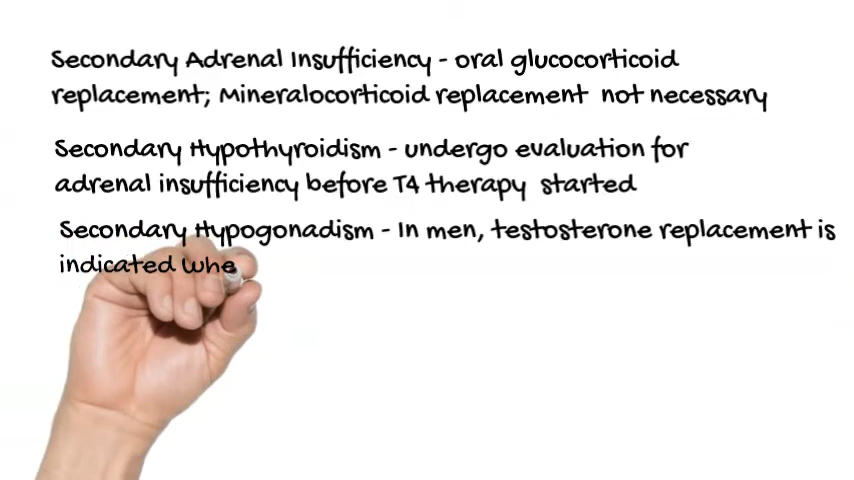 Secondary Adrenal Insufficiency - oral glucocorticoid
replacement; Mineralocorticoid replacement not necessary
Secondary Hypothyroidism - undergo evaluation for
adrenal insufficiency before T4 therapy started
Secondary Hypogonadism - In men, testosterone replacement is
indicated whe